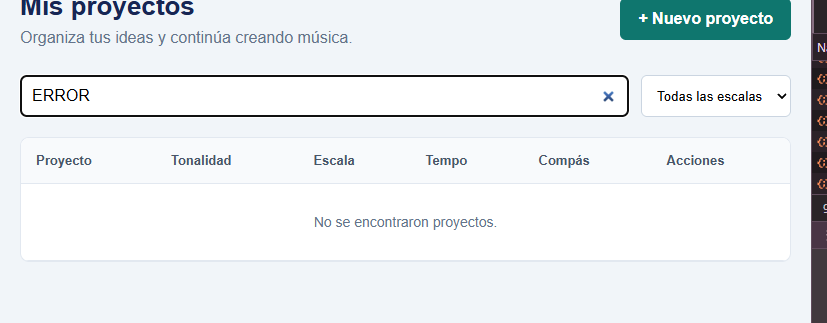 Mis proyectos
+ Nuevo proyecto
Organiza tus ideas y continúa creando música.
ERROR
Todas las escalas
Proyecto Tonalidad Escala Tempo Compás Acciones
No se encontraron proyectos.